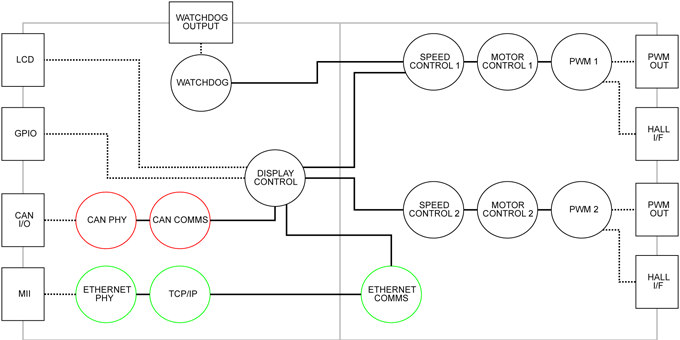 WATCHDOG
OUTPUT
LCD
WATCHDOG
SPEED
CONTROL 1
MOTOR
CONTROL 1
PWM 1
PWM
OUT
GPIO
HALL
I/F
DISPLAY
CONTROL
CAN
I/O
CAN PHY
CAN COMMS
SPEED
CONTROL 2
MOTOR
CONTROL 2
PWM 2
PWM
OUT
MII
ETHERNET
PHY
TCP/IP
ETHERNET
COMMS
HALL
I/F